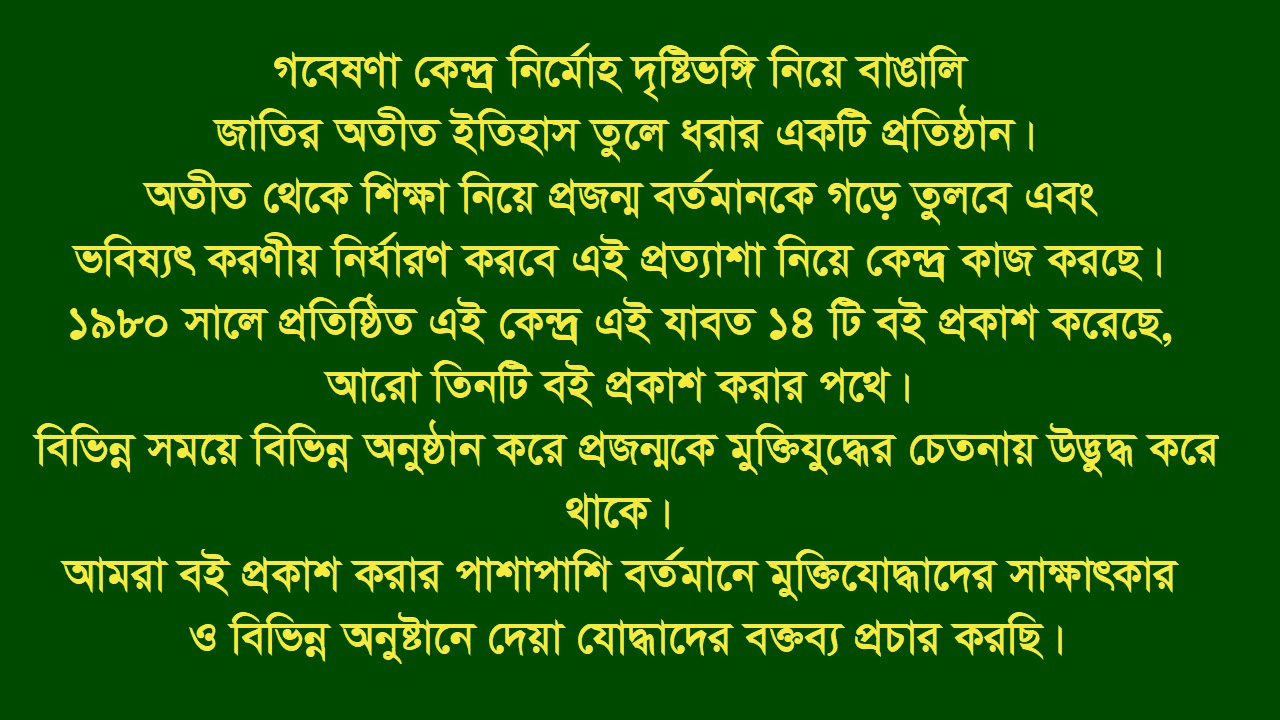 গবেষণা কেন্দ্র নির্মোহ দৃষ্টিভঙ্গি নিয়ে বাঙালি
জাতির অতীত ইতিহাস তুলে ধরার একটি প্রতিষ্ঠান।
অতীত থেকে শিক্ষা নিয়ে প্রজন্ম বর্তমানকে গড়ে তুলবে এবং
ভবিষ্যৎ করণীয় নির্ধারণ করবে এই প্রত্যাশা নিয়ে কেন্দ্র কাজ করছে।
১৯৮০ সালে প্রতিষ্ঠিত এই কেন্দ্র এই যাবত ১৪ টি বই প্রকাশ করেছে,
আরো তিনটি বই প্রকাশ করার পথে।
বিভিন্ন সময়ে বিভিন্ন অনুষ্ঠান করে প্রজন্মকে মুক্তিযুদ্ধের চেতনায় উদ্ভুদ্ধ করে
থাকে।
আমরা বই প্রকাশ করার পাশাপাশি বর্তমানে মুক্তিযোদ্ধাদের সাক্ষাৎকার
ও বিভিন্ন অনুষ্টানে দেয়া যোদ্ধাদের বক্তব্য প্রচার করছি।